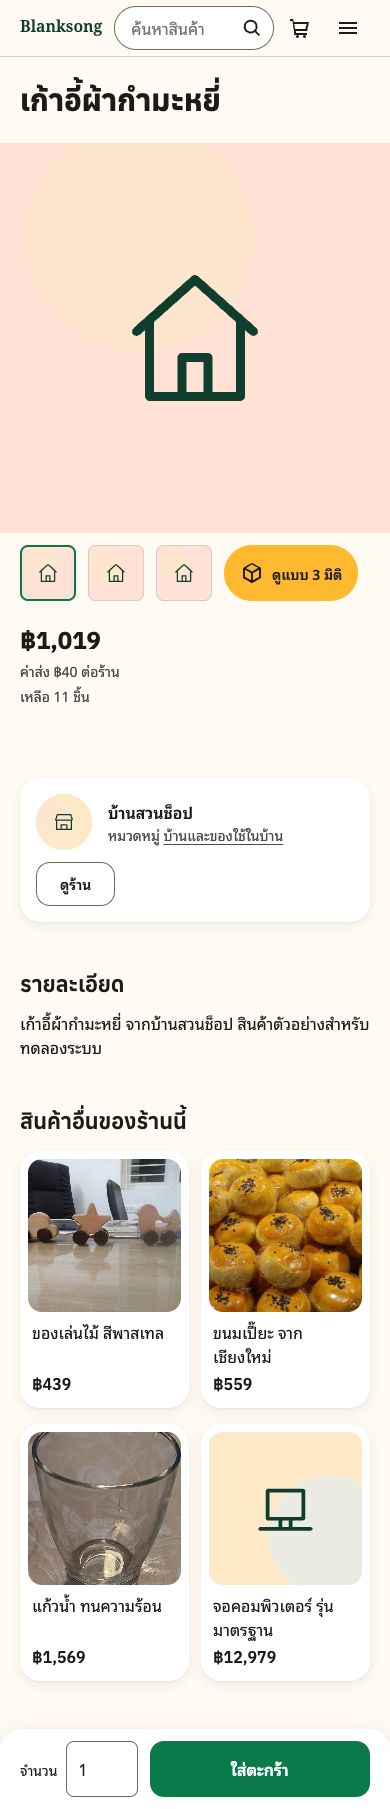 Blanksong
ค้นหาสินค้า
เก้าอี้ผ้ากำมะหยี่
ดูแบบ 3 มิติ
฿1,019
ค่าส่ง ฿40 ต่อร้าน
เหลือ 11 ชิ้น
บ้านสวนช็อป
หมวดหมู่ บ้านและของใช้ในบ้าน
ดูร้าน
รายละเอียด
เก้าอี้ผ้ากำมะหยี่ จากบ้านสวนช็อป สินค้าตัวอย่างสำหรับ
ทดลองระบบ
สินค้าอื่นของร้านนี้
ของเล่นไม้ สีพาสเทล
฿439
ขนมเปี๊ยะ จาก
เชียงใหม่
฿559
แก้วน้ำ ทนความร้อน
฿1,569
จอคอมพิวเตอร์ รุ่น
มาตรฐาน
฿12,979
จำนวน 1
ใส่ตะกร้า